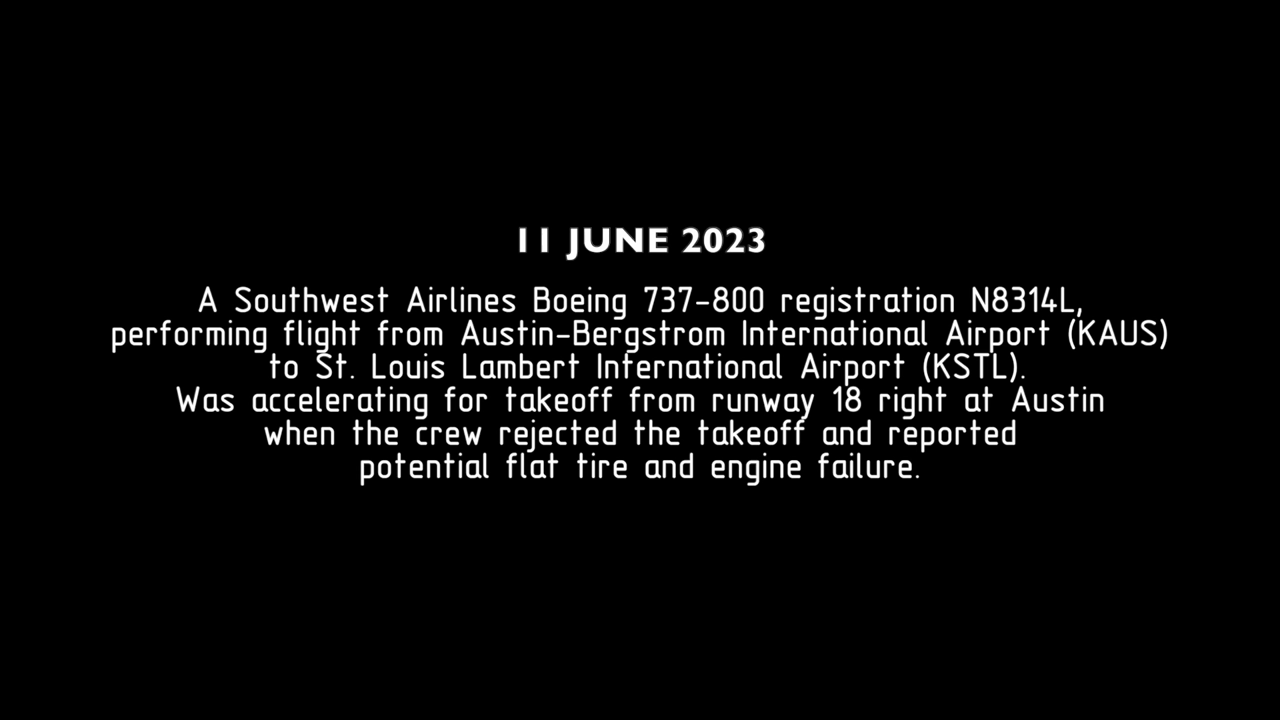 11 JUNE 2023
A Southwest Airlines Boeing 737-800 registration N8314L,
performing flight from Austin-Bergstrom International Airport (KAUS)
to St. Louis Lambert International Airport (KSTL).
Was accelerating for takeoff from runway 18 right at Austin
when the crew rejected the takeoff and reported
potential flat tire and engine failure.